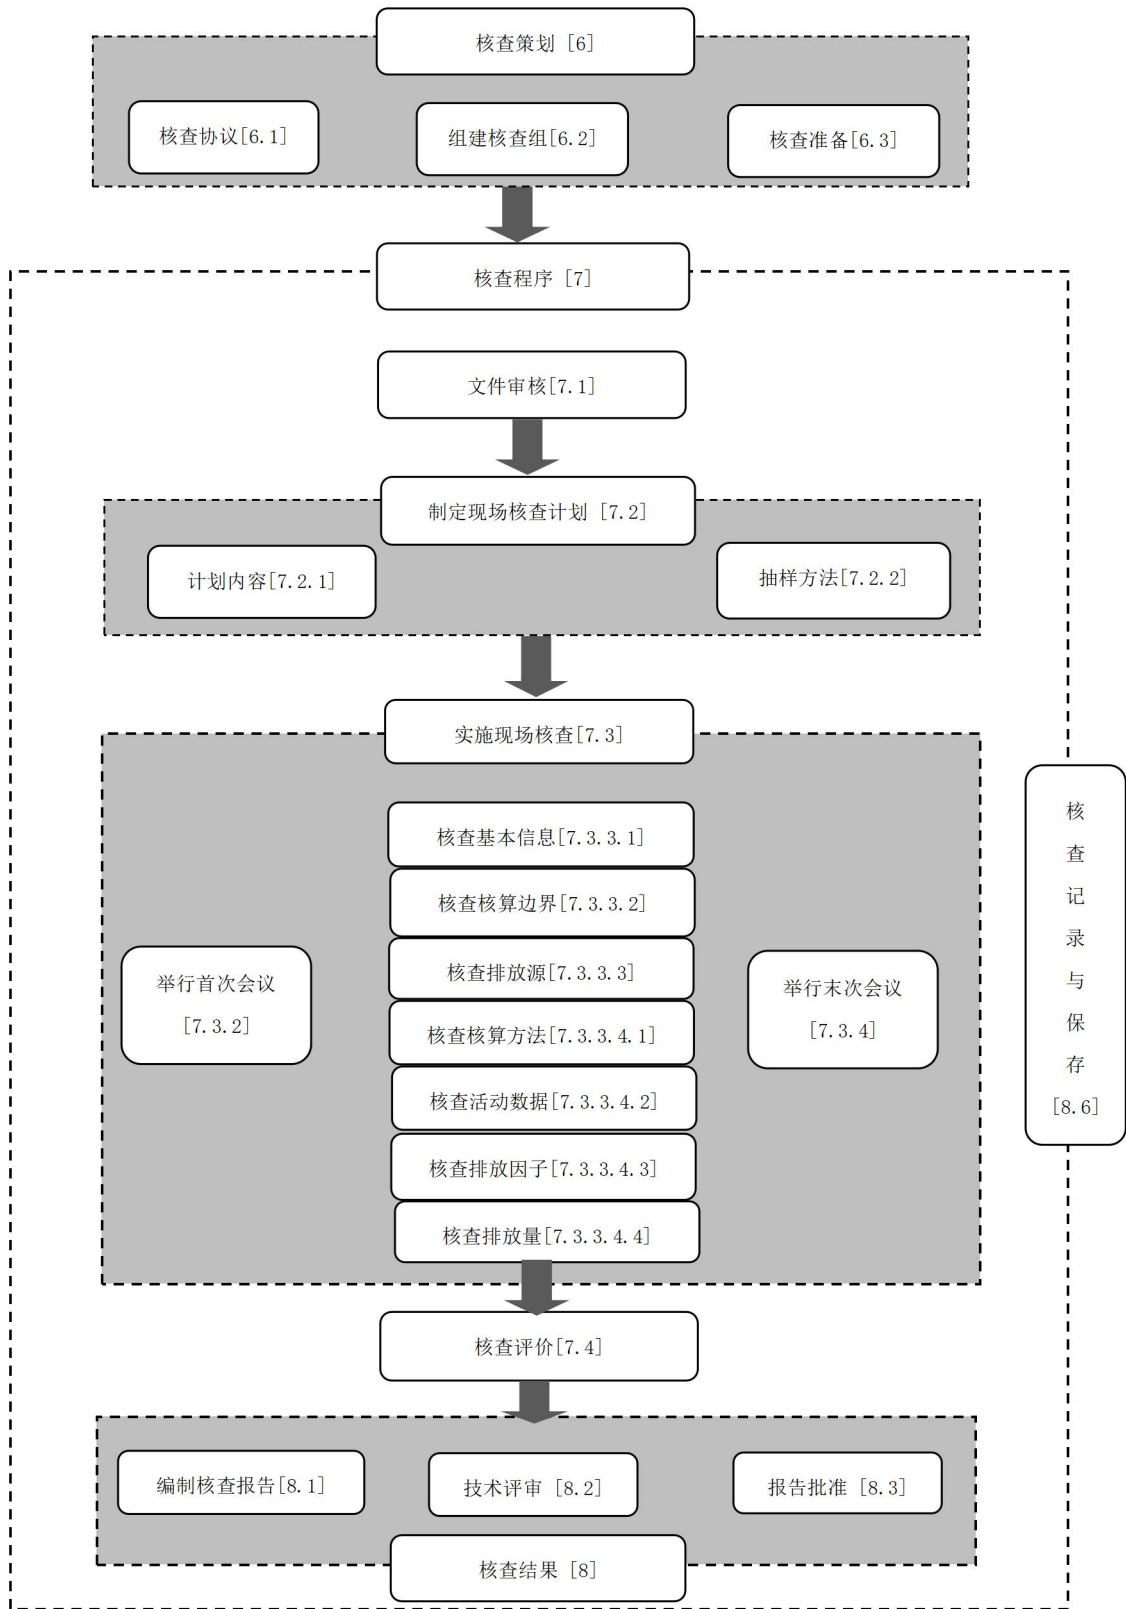 核查策划 [6]
核查协议[6.1]
组建核查组[6.2]
核查准备[6.3]
核查程序 [7]
文件审核[7.1]
制定现场核查计划 [7.2]
计划内容[7.2.1]
抽样方法[7.2.2]
实施现场核查[7.3]
核查基本信息[7.3.3.1]
核查核算边界[7.3.3.2]
核查排放源[7.3.3.3]
核查核算方法[7.3.3.4.1]
核查活动数据[7.3.3.4.2]
核查排放因子[7.3.3.4.3]
核查排放量[7.3.3.4.4]
举行首次会议
[7.3.2]
举行末次会议
[7.3.4]
核
查
记
录
与
保
存
[8.6]
核查评价[7.4]
编制核查报告[8.1]
技术评审 [8.2]
报告批准 [8.3]
核查结果 [8]